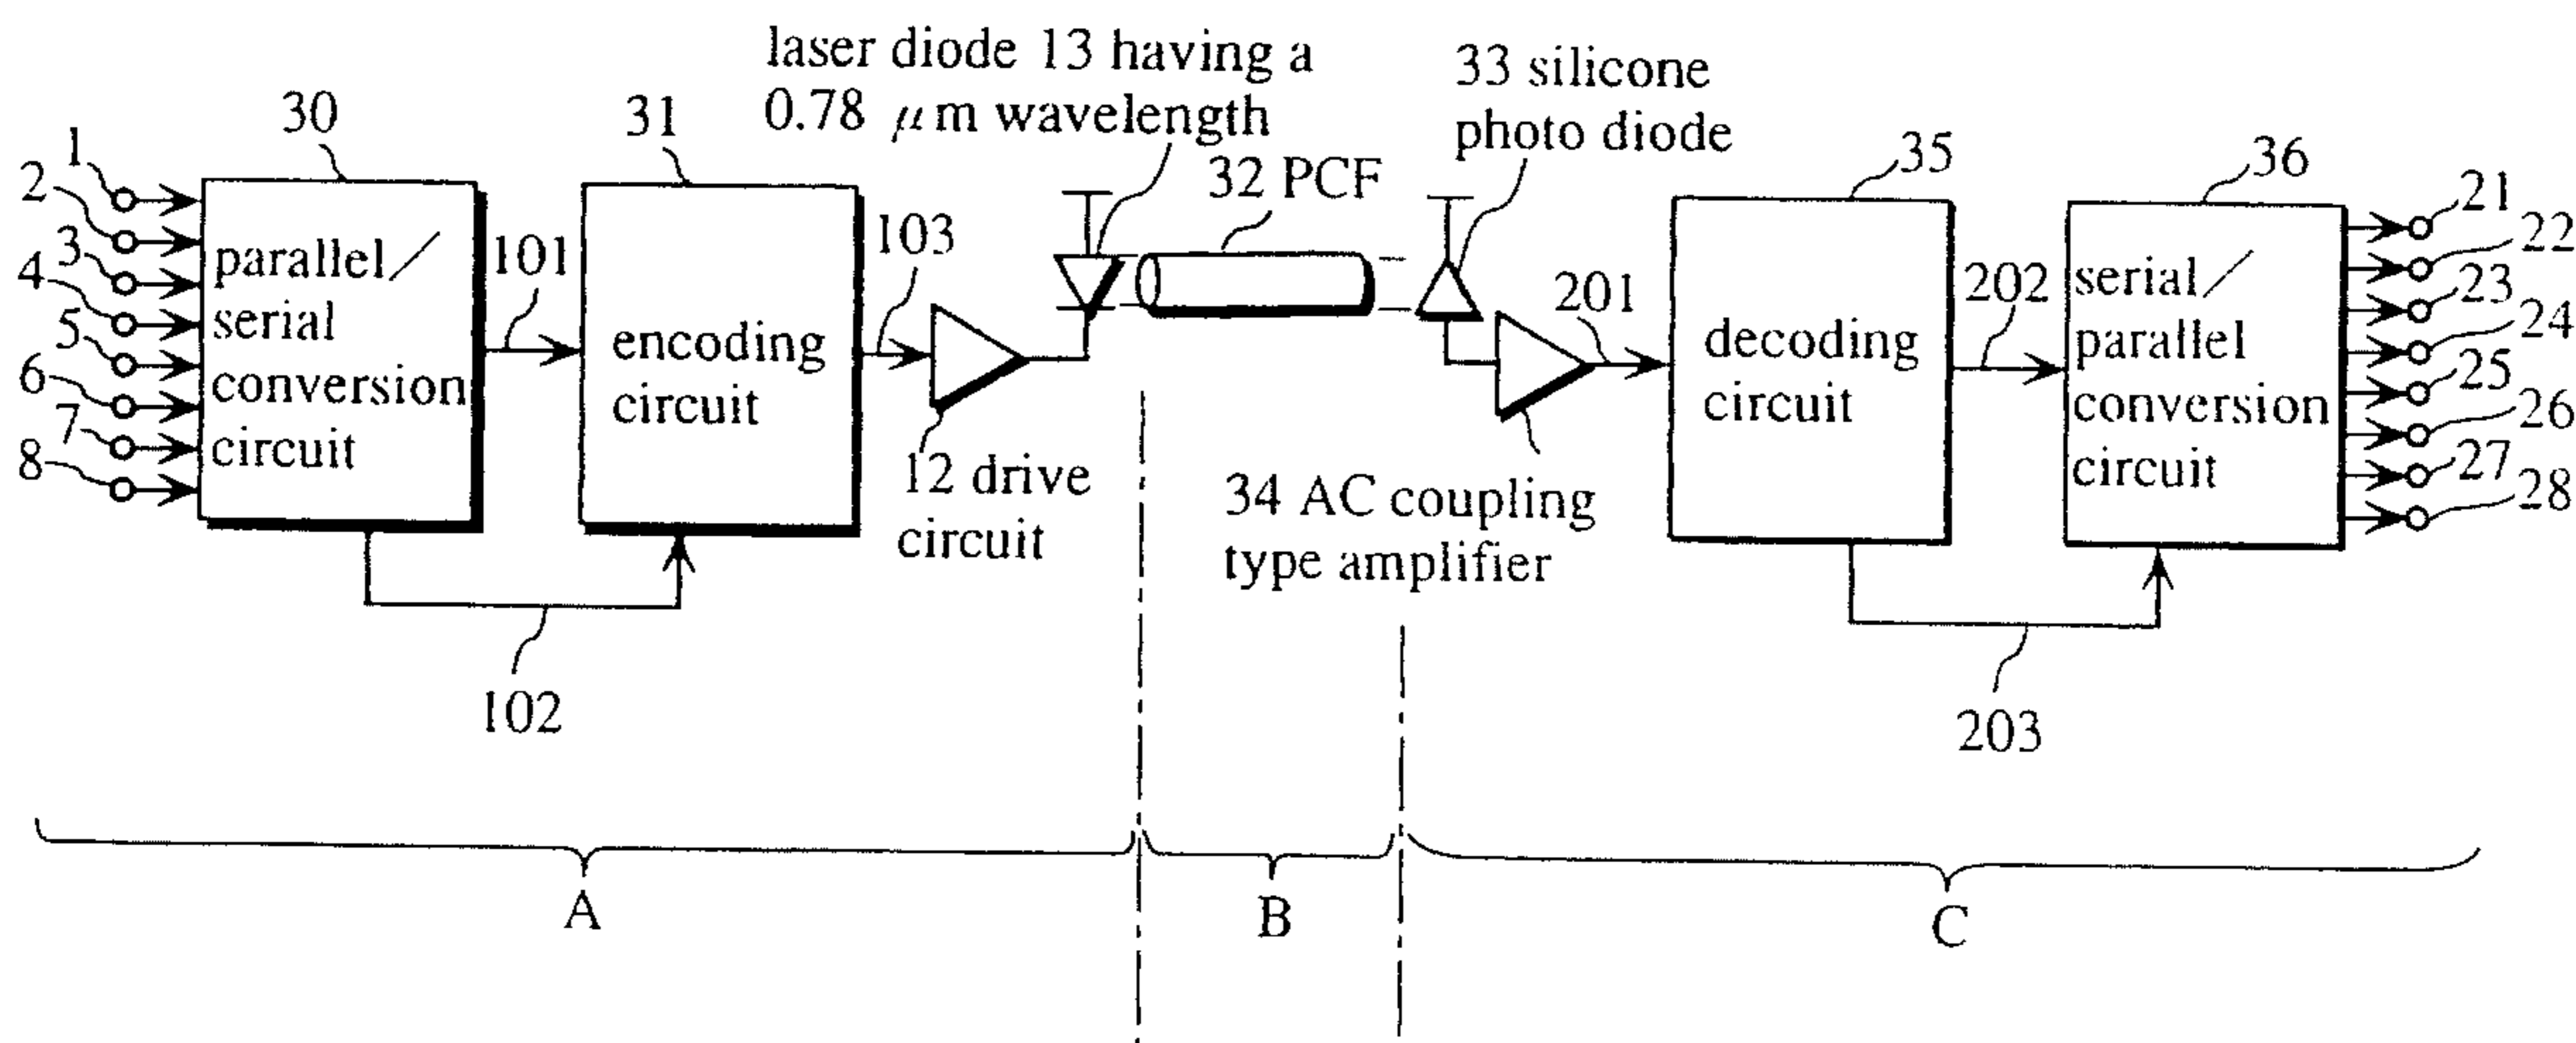 laser diode 13 having a
0.78 μm wavelength
33 silicone
photo diode
30
31
32 PCF
35
36
1
2
3
4
5
6
7
8
parallel/
serial
conversion
circuit
101
102
encoding
circuit
103
12 drive
circuit
34 AC coupling
type amplifier
201
decoding
circuit
202
203
serial/
parallel
conversion
circuit
21
22
23
24
25
26
27
28
A
B
C